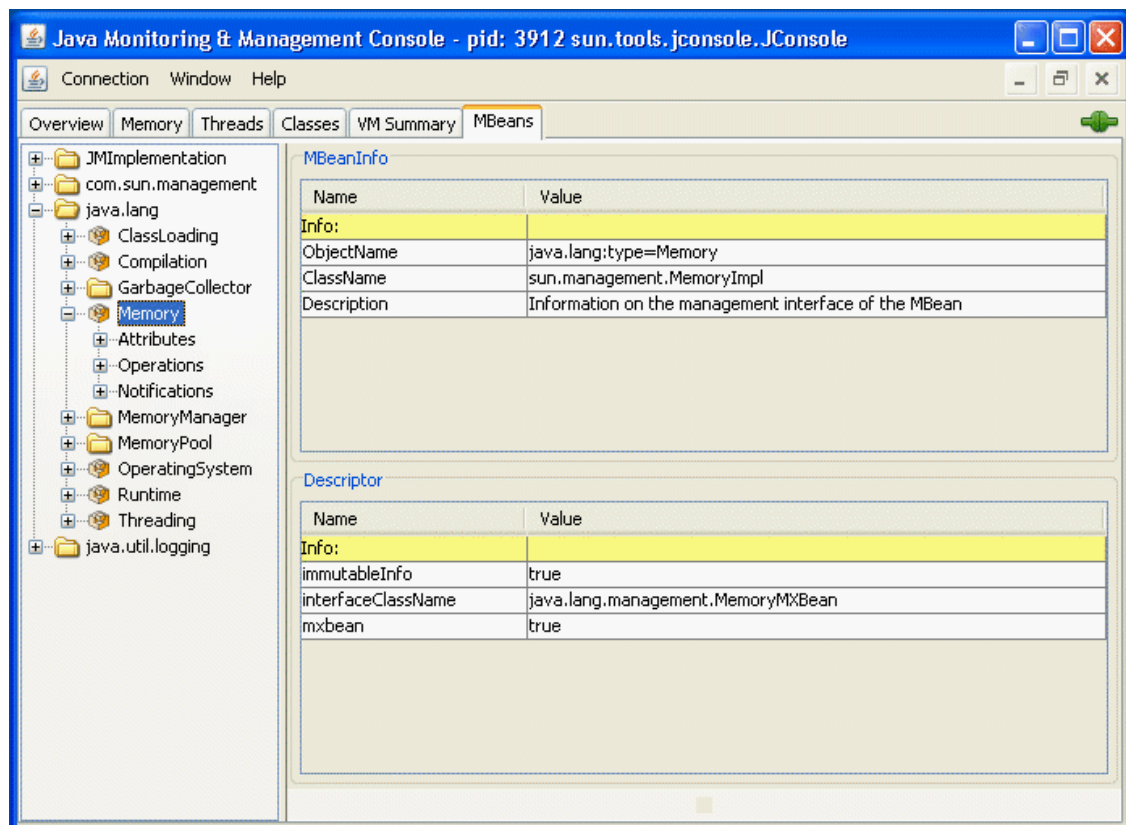 Java Monitoring & Management Console - pid: 3912 sun.tools.jconsole.JConsole
Connection Window Help
Overview Memory Threads Classes VM Summary MBeans
JMImplementation
com.sun.management
java.lang
ClassLoading
Compilation
GarbageCollector
Memory
Attributes
Operations
Notifications
MemoryManager
MemoryPool
OperatingSystem
Runtime
Threading
java.util.logging
MBeanInfo
Name Value
Info:
ObjectName java.lang:type=Memory
ClassName sun.management.MemoryImpl
Description Information on the management interface of the MBean
Descriptor
Name Value
Info:
immutableInfo true
interfaceClassName java.lang.management.MemoryMXBean
mxbean true